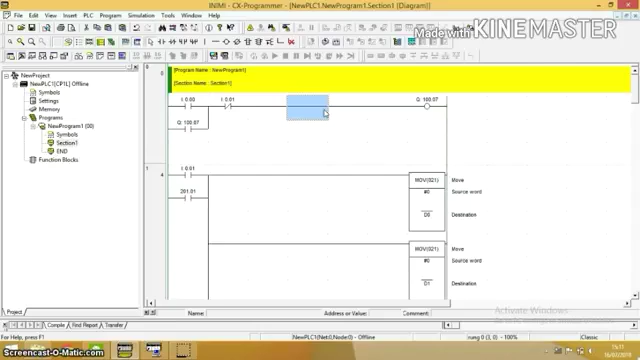 INIMI - CX-Programmer - [NewPLC1.NewProgram1.Section1 [Diagram]]
Made with KINEMASTER
File Edit View Insert PLC Program Simulation Tools Window Help
NewProject
NewPLC1[CP1L] Offline
Symbols
Settings
Memory
Programs
NewProgram1 (00)
Symbols
Section1
END
Function Blocks
Project
0
0
[Program Name : NewProgram1]
[Section Name : Section1]
I: 0.00
I: 0.01
Q: 100.07
Q: 100.07
1
4
I: 0.01
201.01
MOV(021)
Move
#0
Source word
D0
Destination
MOV(021)
Move
#0
Source word
D1
Destination
Name:
Address or Value:
Comment:
Activate Windows
Compile
Find Report
Transfer
For Help, press F1
NewPLC1(Net:0,Node:0) - Offline
rung 0 (3, 0) - 100%
Classic
Screencast-O-Matic.com